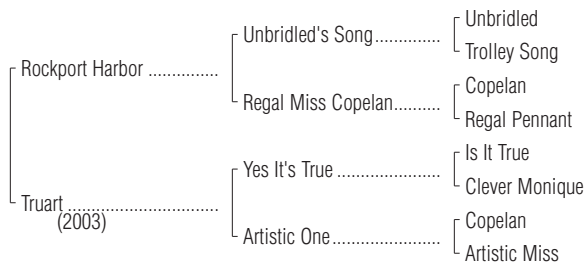 Unbridled
Unbridled's Song..............
Trolley Song
Rockport Harbor ...............
Copelan
Regal Miss Copelan..........
Regal Pennant
Is It True
Yes It's True ......................
Clever Monique
Truart ................................
(2003)
Copelan
Artistic One.......................
Artistic Miss